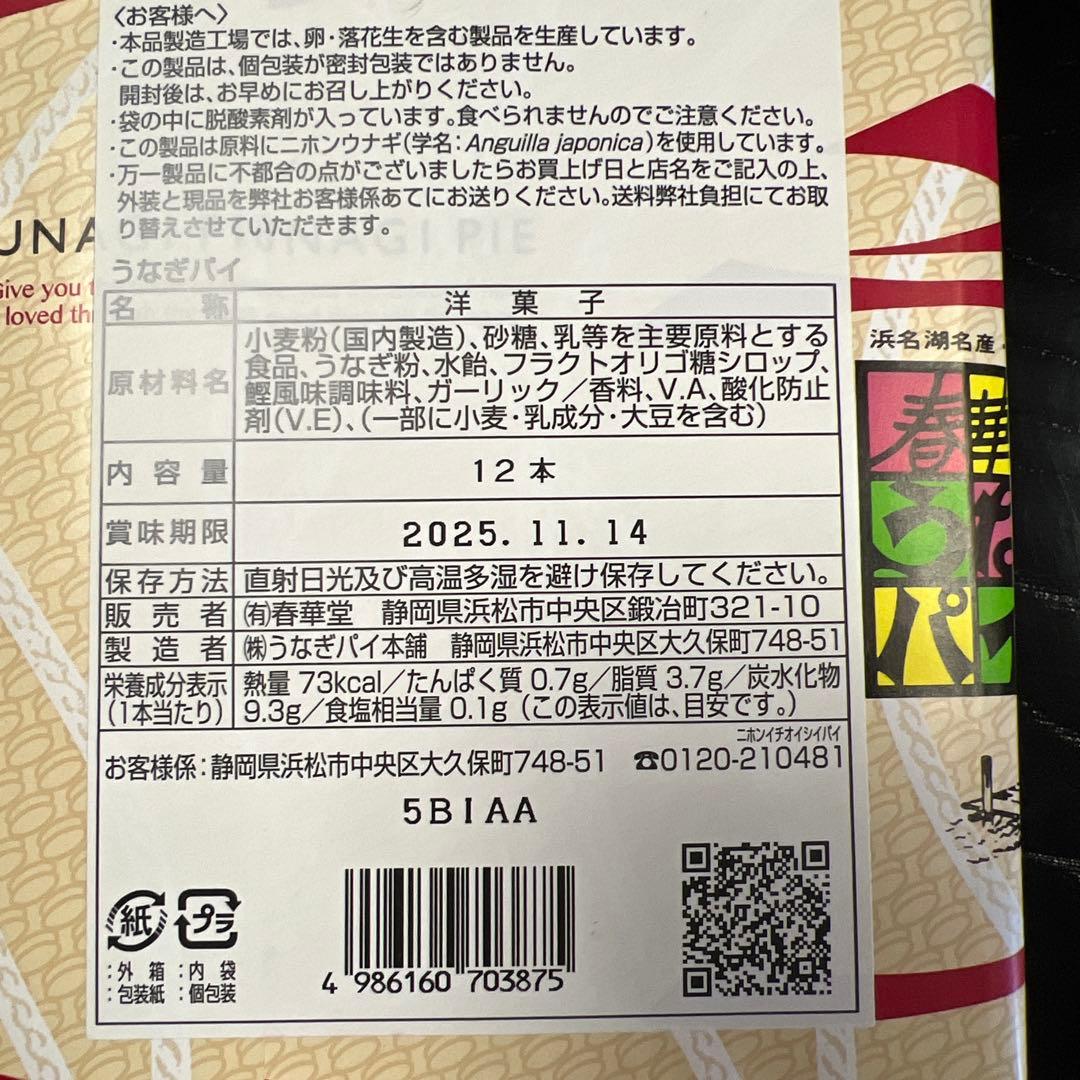 〈お客様へ〉
・本品製造工場では、卵・落花生を含む製品を生産しています。
・この製品は、個包装が密封包装ではありません。
開封後は、お早めにお召し上がりください。
・袋の中に脱酸素剤が入っています。食べられませんのでご注意ください。
・この製品は原料にニホンウナギ(学名:Anguilla japonica)を使用しています。
・万一製品に不都合の点がございましたらお買上げ日と店名をご記入の上、
外装と現品を弊社お客様係あてにお送りください。送料弊社負担にてお取
り替えさせていただきます。
UNA
NAGI PIE
Give you
loved
うなぎパイ
名称 洋菓子
原材料名 小麦粉(国内製造)、砂糖、乳等を主要原料とする
食品、うなぎ粉、水飴、フラクトオリゴ糖シロップ、
鰹風味調味料、ガーリック/香料、V.A、酸化防止
剤(V.E)、(一部に小麦・乳成分・大豆を含む)
内容量 12本
賞味期限 2025.11.14
保存方法 直射日光及び高温多湿を避け保存してください。
販売者 ㈲春華堂 静岡県浜松市中央区鍛冶町321-10
製造者 ㈱うなぎパイ本舗 静岡県浜松市中央区大久保町748-51
栄養成分表示 熱量 73kcal/たんぱく質 0.7g/脂質 3.7g/炭水化物
(1本当たり) 9.3g/食塩相当量 0.1g (この表示値は、目安です。)
ニホンイチオイシイパイ
お客様係:静岡県浜松市中央区大久保町748-51 ☎0120-210481
5B1AA
紙 プラ
:外箱 :内袋
:包装紙 :個包装
4 986160 703875
浜名湖名産
春華
うな
パイ